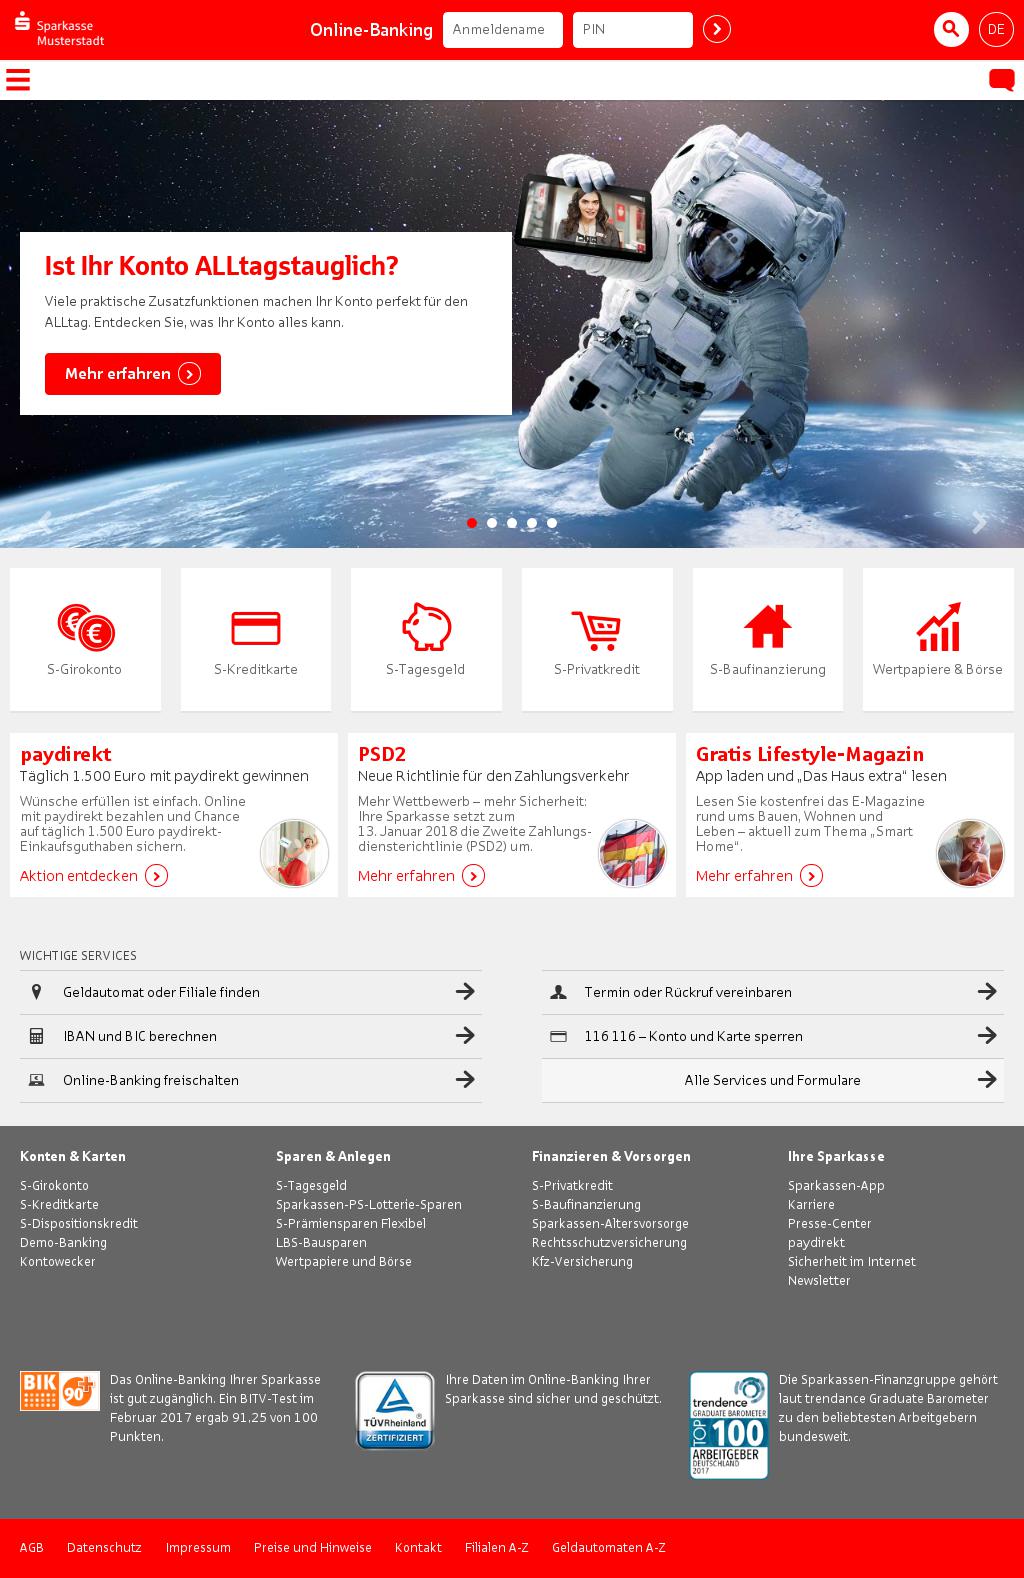 Sparkasse
Musterstadt
Online-Banking Anmeldename PIN
DE
Ist Ihr Konto ALLtagstauglich?
Viele praktische Zusatzfunktionen machen Ihr Konto perfekt für den
ALLtag. Entdecken Sie, was Ihr Konto alles kann.
Mehr erfahren
S-Girokonto
S-Kreditkarte
S-Tagesgeld
S-Privatkredit
S-Baufinanzierung
Wertpapiere & Börse
paydirekt
Täglich 1.500 Euro mit paydirekt gewinnen
Wünsche erfüllen ist einfach. Online
mit paydirekt bezahlen und Chance
auf täglich 1.500 Euro paydirekt-
Einkaufsguthaben sichern.
Aktion entdecken
PSD2
Neue Richtlinie für den Zahlungsverkehr
Mehr Wettbewerb – mehr Sicherheit:
Ihre Sparkasse setzt zum
13. Januar 2018 die Zweite Zahlungs-
diensterichtlinie (PSD2) um.
Mehr erfahren
Gratis Lifestyle-Magazin
App laden und „Das Haus extra“ lesen
Lesen Sie kostenfrei das E-Magazine
rund ums Bauen, Wohnen und
Leben – aktuell zum Thema „Smart
Home“.
Mehr erfahren
WICHTIGE SERVICES
Geldautomat oder Filiale finden
IBAN und BIC berechnen
Online-Banking freischalten
Termin oder Rückruf vereinbaren
116 116 – Konto und Karte sperren
Alle Services und Formulare
Konten & Karten
S-Girokonto
S-Kreditkarte
S-Dispositionskredit
Demo-Banking
Kontowecker
Sparen & Anlegen
S-Tagesgeld
Sparkassen-PS-Lotterie-Sparen
S-Prämiensparen Flexibel
LBS-Bausparen
Wertpapiere und Börse
Finanzieren & Vorsorgen
S-Privatkredit
S-Baufinanzierung
Sparkassen-Altersvorsorge
Rechtsschutzversicherung
Kfz-Versicherung
Ihre Sparkasse
Sparkassen-App
Karriere
Presse-Center
paydirekt
Sicherheit im Internet
Newsletter
BIK 90+
Das Online-Banking Ihrer Sparkasse
ist gut zugänglich. Ein BITV-Test im
Februar 2017 ergab 91,25 von 100
Punkten.
TÜVRheinland®
ZERTIFIZIERT
Ihre Daten im Online-Banking Ihrer
Sparkasse sind sicher und geschützt.
trendence
GRADUATE BAROMETER
TOP 100
ARBEITGEBER
DEUTSCHLAND
2017
Die Sparkassen-Finanzgruppe gehört
laut trendance Graduate Barometer
zu den beliebtesten Arbeitgebern
bundesweit.
AGB Datenschutz Impressum Preise und Hinweise Kontakt Filialen A-Z Geldautomaten A-Z